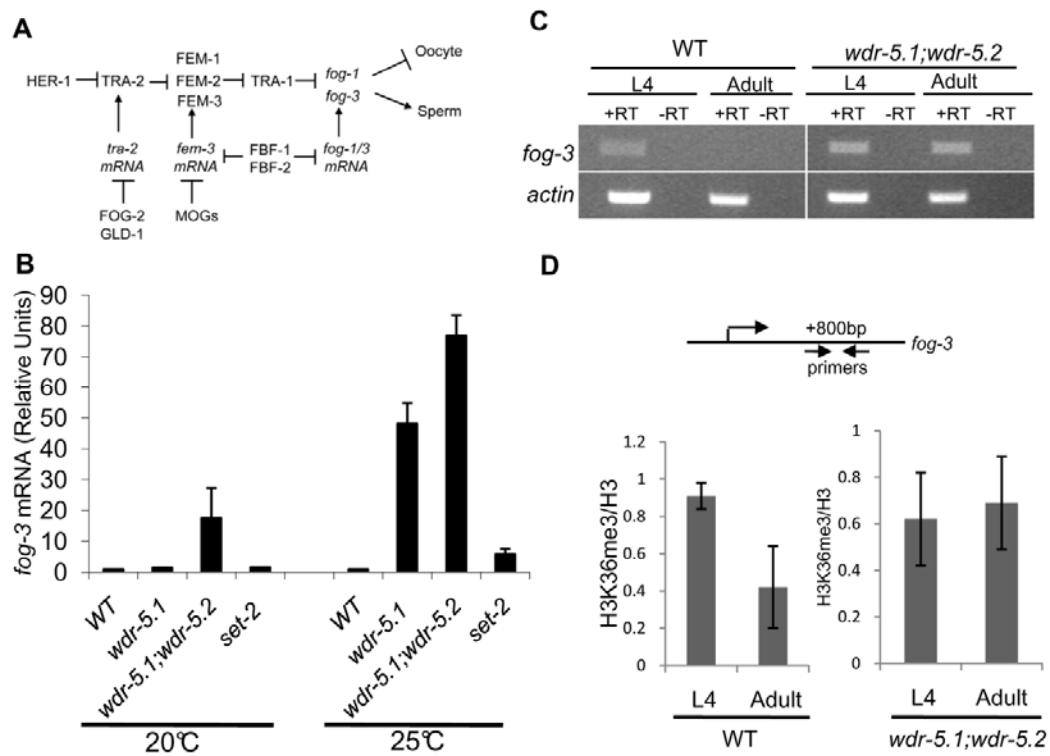 A
HER-1
TRA-2
FEM-1
FEM-2
FEM-3
TRA-1
fog-1
fog-3
Oocyte
Sperm
tra-2
mRNA
fem-3
mRNA
FBF-1
FBF-2
fog-1/3
mRNA
FOG-2
GLD-1
MOGs
B
fog-3 mRNA (Relative Units)
90
80
70
60
50
40
30
20
10
0
WT
wdr-5.1
wdr-5.1;wdr-5.2
set-2
WT
wdr-5.1
wdr-5.1;wdr-5.2
set-2
20℃
25℃
C
WT
wdr-5.1;wdr-5.2
L4
Adult
L4
Adult
+RT -RT +RT -RT +RT -RT +RT -RT
fog-3
actin
D
+800bp
fog-3
primers
H3K36me3/H3
1.2
1
0.8
0.6
0.4
0.2
0
L4
Adult
WT
H3K36me3/H3
1
0.8
0.6
0.4
0.2
0
L4
Adult
wdr-5.1;wdr-5.2